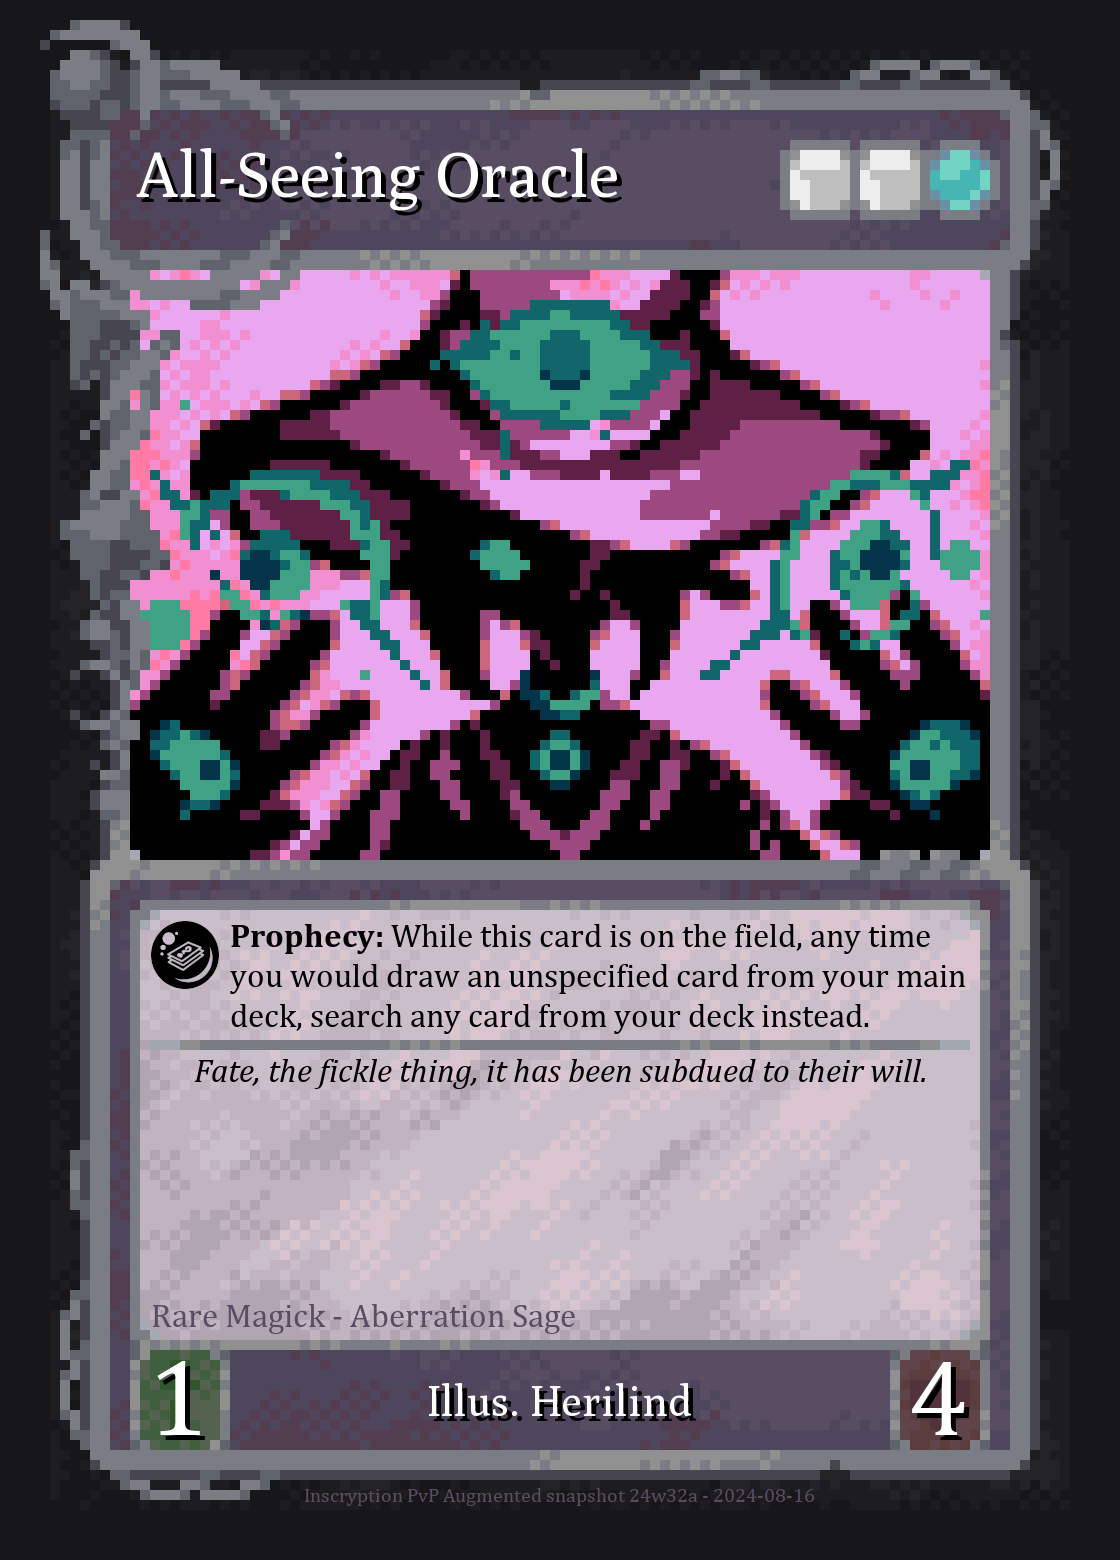 All-Seeing Oracle
Prophecy: While this card is on the field, any time
you would draw an unspecified card from your main
deck, search any card from your deck instead.
Fate, the fickle thing, it has been subdued to their will.
Rare Magick - Aberration Sage
1
Illus. Herilind
4
Inscryption PvP Augmented snapshot 24w32a - 2024-08-16